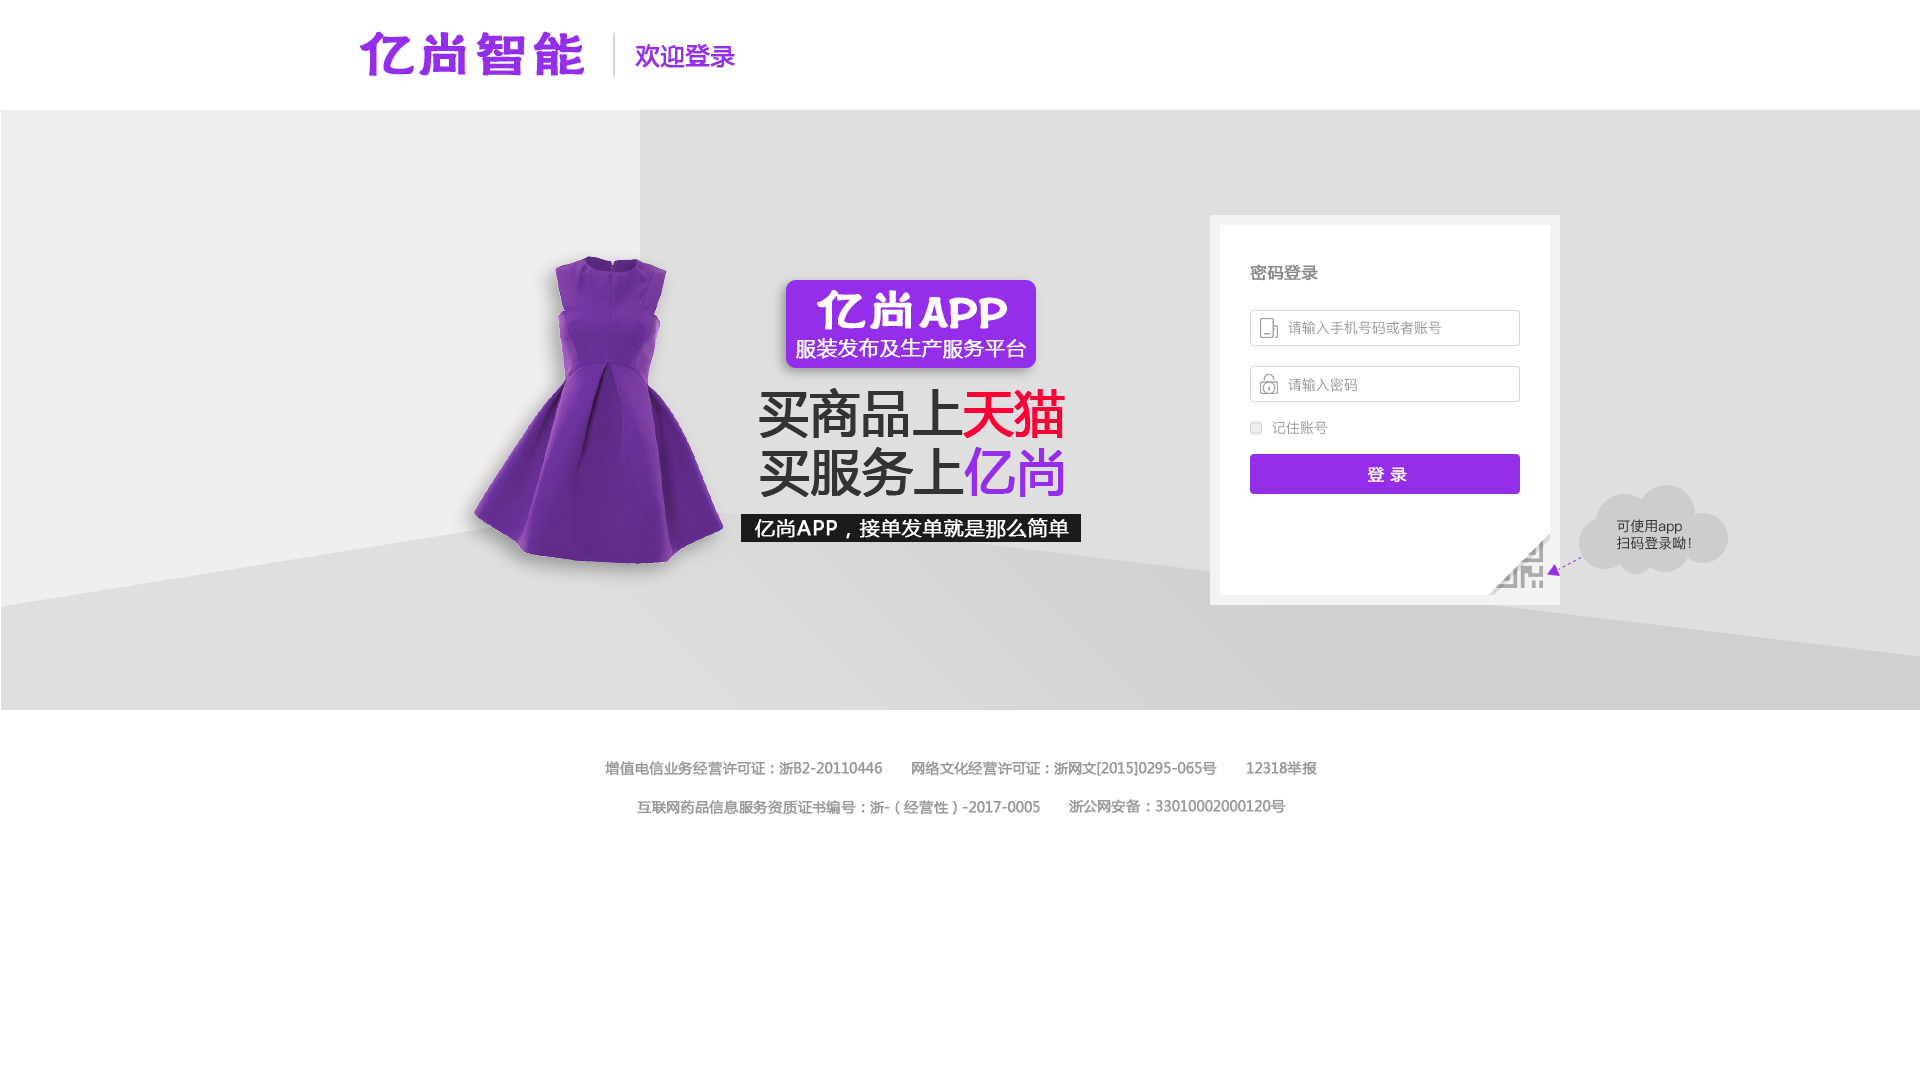 亿尚智能
欢迎登录
亿尚APP
服装发布及生产服务平台
买商品上天猫
买服务上亿尚
亿尚APP，接单发单就是那么简单
密码登录
请输入手机号码或者账号
请输入密码
记住账号
登 录
可使用app
扫码登录呦！
增值电信业务经营许可证：浙B2-20110446 网络文化经营许可证：浙网文[2015]0295-065号 12318举报
互联网药品信息服务资质证书编号：浙-（经营性）-2017-0005 浙公网安备：33010002000120号